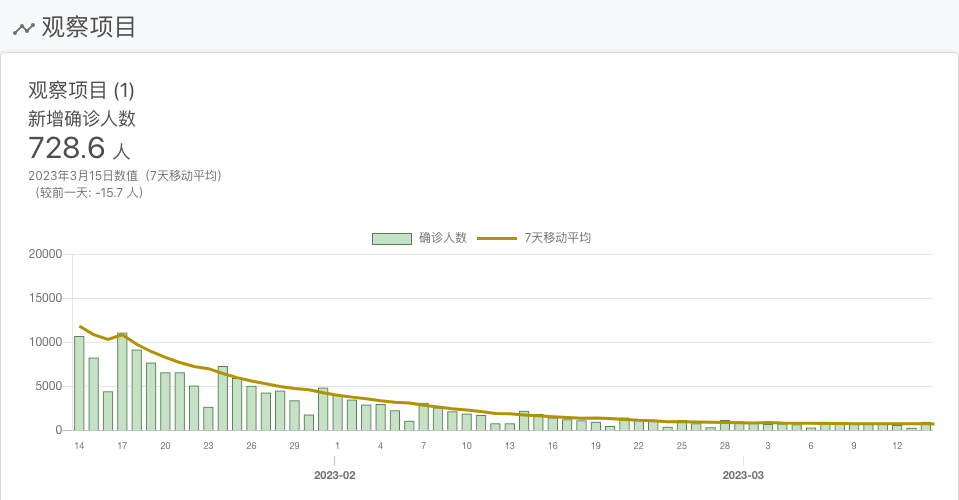 观察项目
观察项目 (1)
新增确诊人数
728.6 人
2023年3月15日数值（7天移动平均）
（较前一天: -15.7 人）
确诊人数 7天移动平均
20000
15000
10000
5000
0
14 17 20 23 26 29 1 4 7 10 13 16 19 22 25 28 3 6 9 12
2023-02 2023-03